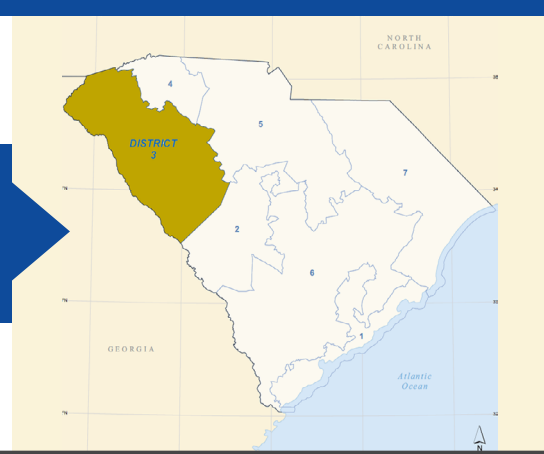 NORTH
CAROLINA
4
5
DISTRICT
3
7
2
6
1
GEORGIA
Atlantic
Ocean
N